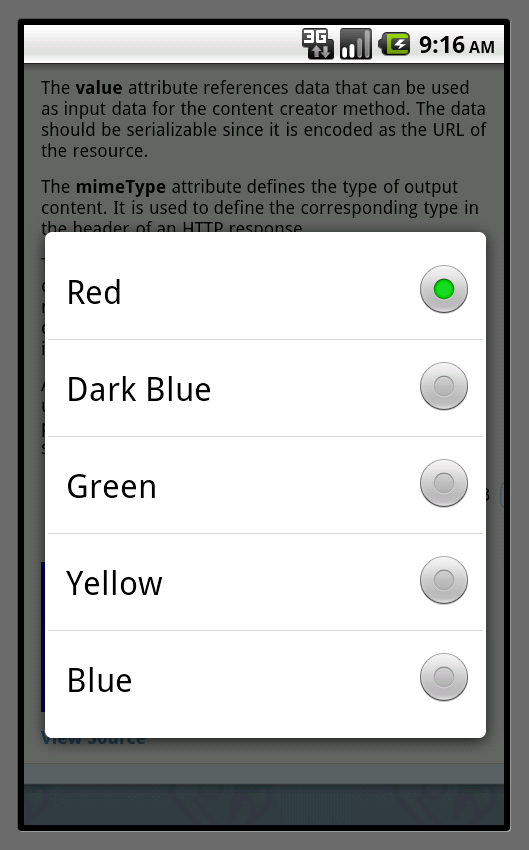 3G
9:16 AM
The value attribute references data that can be used
as input data for the content creator method. The data
should be serializable since it is encoded as the URL of
the resource.
The mimeType attribute defines the type of output
content. It is used to define the corresponding type in
the header of an HTTP response
Red
Dark Blue
Green
Yellow
Blue
View Source